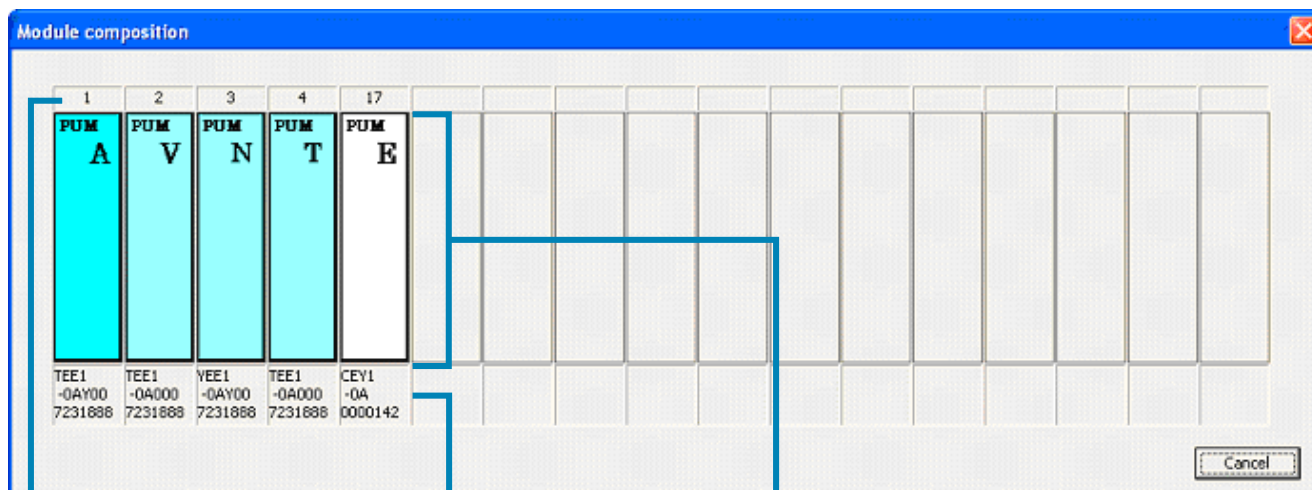 Module composition
1 2 3 4 17
PUM PUM PUM PUM PUM
A V N T E
TEE1 TEE1 YEE1 TEE1 CEY1
-0AY00 -0A000 -0AY00 -0A000 -0A
7231888 7231888 7231888 7231888 0000142
Cancel